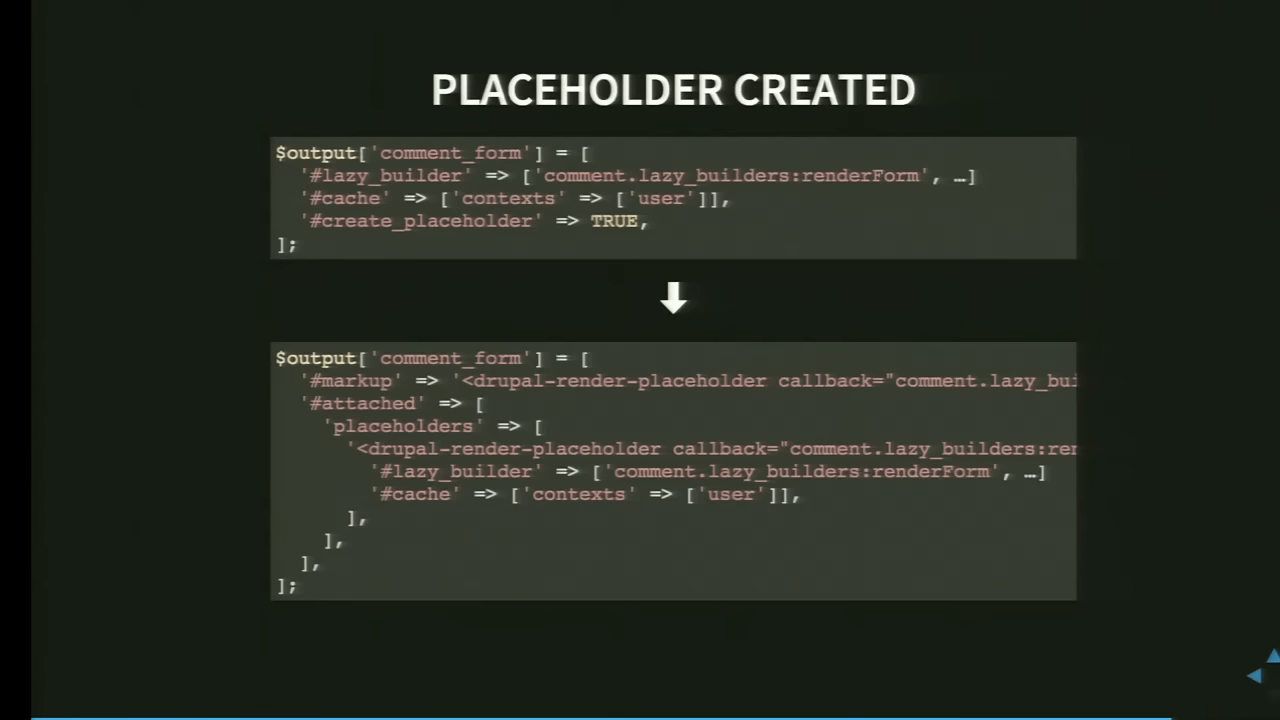 PLACEHOLDER CREATED
$output['comment_form'] = [
  '#lazy_builder' => ['comment.lazy_builders:renderForm', …]
  '#cache' => ['contexts' => ['user']],
  '#create_placeholder' => TRUE,
];
$output['comment_form'] = [
  '#markup' => '<drupal-render-placeholder callback="comment.lazy_bui
  '#attached' => [
    'placeholders' => [
      '<drupal-render-placeholder callback="comment.lazy_builders:ren
        '#lazy_builder' => ['comment.lazy_builders:renderForm', …]
        '#cache' => ['contexts' => ['user']],
      ],
    ],
  ],
];